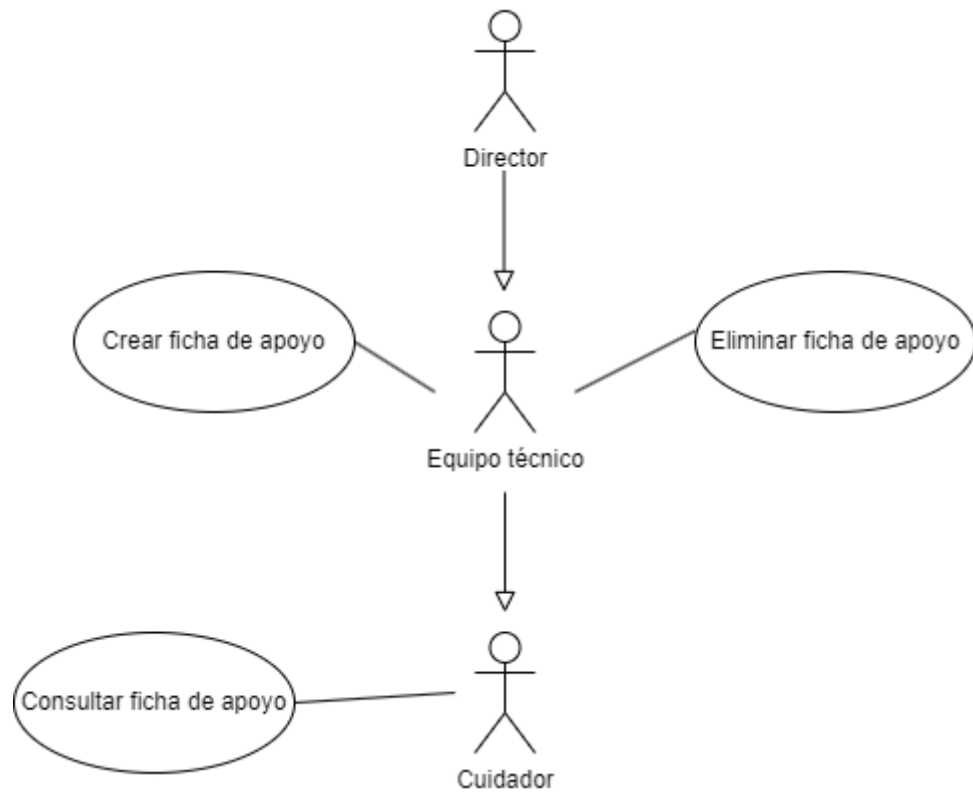 Director
Crear ficha de apoyo
Eliminar ficha de apoyo
Equipo técnico
Consultar ficha de apoyo
Cuidador